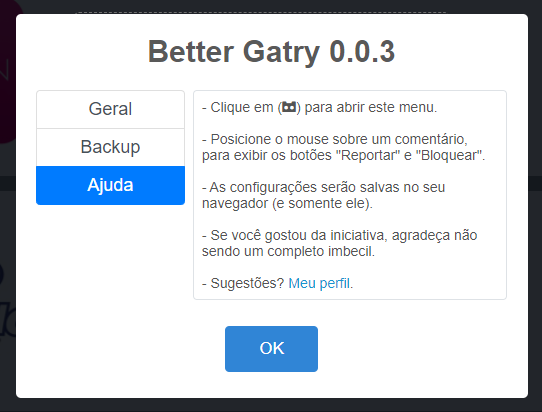 Better Gatry 0.0.3
Geral
Backup
Ajuda
- Clique em () para abrir este menu.
- Posicione o mouse sobre um comentário,
para exibir os botões "Reportar" e "Bloquear".
- As configurações serão salvas no seu
navegador (e somente ele).
- Se você gostou da iniciativa, agradeça não
sendo um completo imbecil.
- Sugestões? Meu perfil.
OK